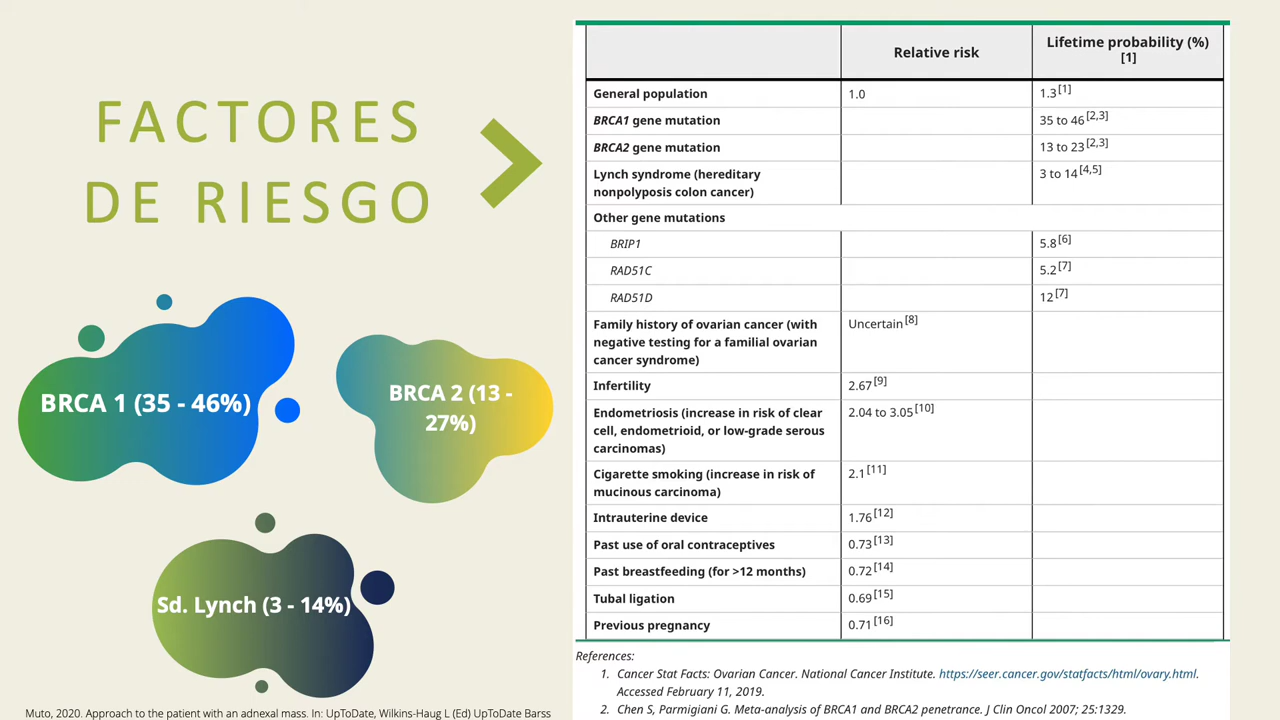 FACTORES
DE RIESGO
BRCA 1 (35 - 46%)
BRCA 2 (13 -
27%)
Sd. Lynch (3 - 14%)
Muto, 2020. Approach to the patient with an adnexal mass. In: UpToDate, Wilkins-Haug L (Ed) UpToDate Barss
Relative risk
Lifetime probability (%)
[1]
General population 1.0 1.3[1]
BRCA1 gene mutation 35 to 46[2,3]
BRCA2 gene mutation 13 to 23[2,3]
Lynch syndrome (hereditary 3 to 14[4,5]
nonpolyposis colon cancer)
Other gene mutations
BRIP1 5.8[6]
RAD51C 5.2[7]
RAD51D 12[7]
Family history of ovarian cancer (with Uncertain[8]
negative testing for a familial ovarian
cancer syndrome)
Infertility 2.67[9]
Endometriosis (increase in risk of clear 2.04 to 3.05[10]
cell, endometrioid, or low-grade serous
carcinomas)
Cigarette smoking (increase in risk of 2.1[11]
mucinous carcinoma)
Intrauterine device 1.76[12]
Past use of oral contraceptives 0.73[13]
Past breastfeeding (for >12 months) 0.72[14]
Tubal ligation 0.69[15]
Previous pregnancy 0.71[16]
References:
1. Cancer Stat Facts: Ovarian Cancer. National Cancer Institute. https://seer.cancer.gov/statfacts/html/ovary.html.
Accessed February 11, 2019.
2. Chen S, Parmigiani G. Meta-analysis of BRCA1 and BRCA2 penetrance. J Clin Oncol 2007; 25:1329.